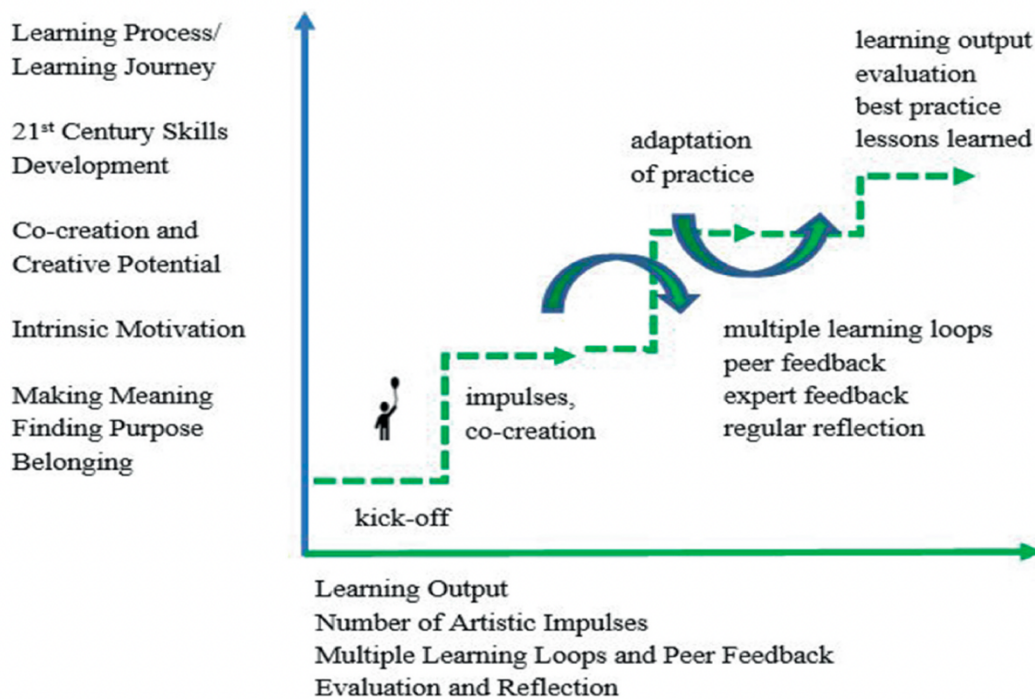 Learning Process/
Learning Journey
21st Century Skills
Development
Co-creation and
Creative Potential
Intrinsic Motivation
Making Meaning
Finding Purpose
Belonging
learning output
evaluation
best practice
lessons learned
adaptation
of practice
multiple learning loops
peer feedback
expert feedback
regular reflection
impulses,
co-creation
kick-off
Learning Output
Number of Artistic Impulses
Multiple Learning Loops and Peer Feedback
Evaluation and Reflection